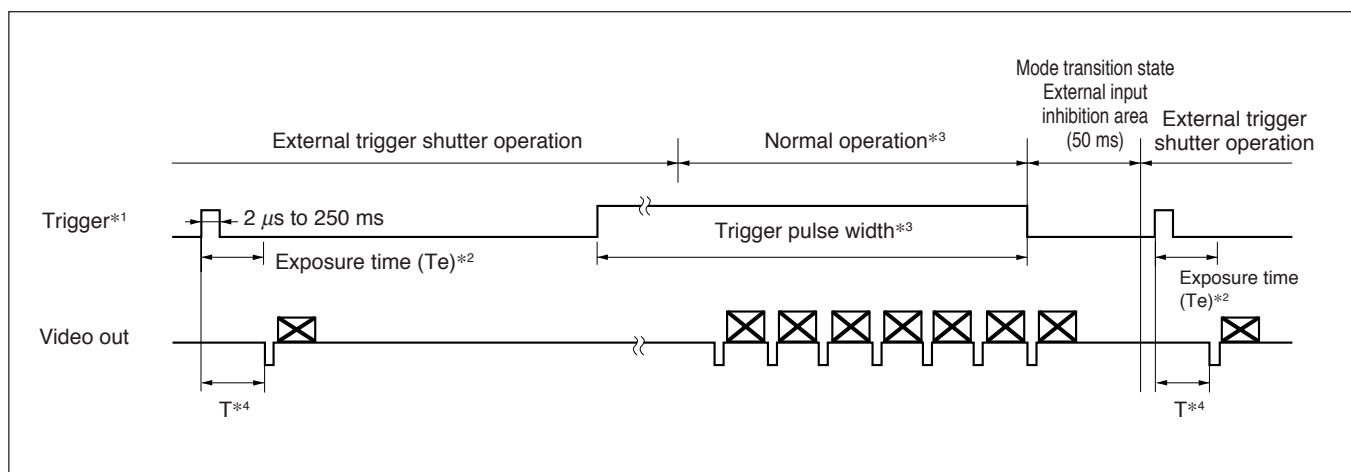 Mode transition state
External input
inhibition area
(50 ms)
External trigger shutter operation
Normal operation*3
External trigger
shutter operation
Trigger*1
2 μs to 250 ms
Trigger pulse width*3
Exposure time (Te)*2
Exposure time
(Te)*2
Video out
T*4
T*4